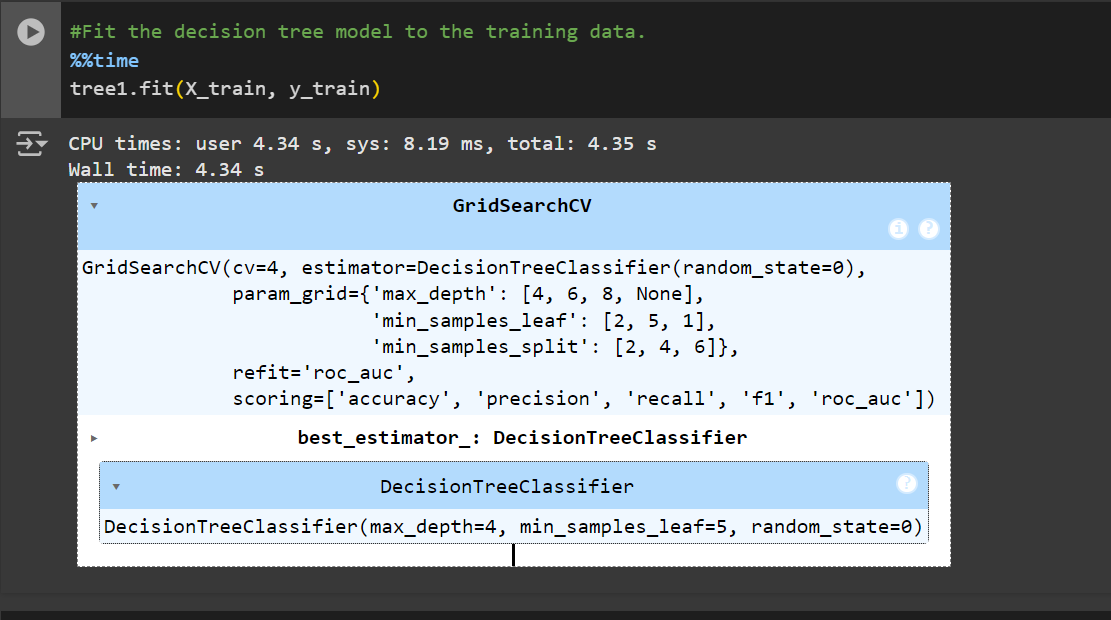 #Fit the decision tree model to the training data.
%%time
tree1.fit(X_train, y_train)
CPU times: user 4.34 s, sys: 8.19 ms, total: 4.35 s
Wall time: 4.34 s
GridSearchCV
i ?
GridSearchCV(cv=4, estimator=DecisionTreeClassifier(random_state=0),
             param_grid={'max_depth': [4, 6, 8, None],
                         'min_samples_leaf': [2, 5, 1],
                         'min_samples_split': [2, 4, 6]},
             refit='roc_auc',
             scoring=['accuracy', 'precision', 'recall', 'f1', 'roc_auc'])
best_estimator_: DecisionTreeClassifier
DecisionTreeClassifier ?
DecisionTreeClassifier(max_depth=4, min_samples_leaf=5, random_state=0)